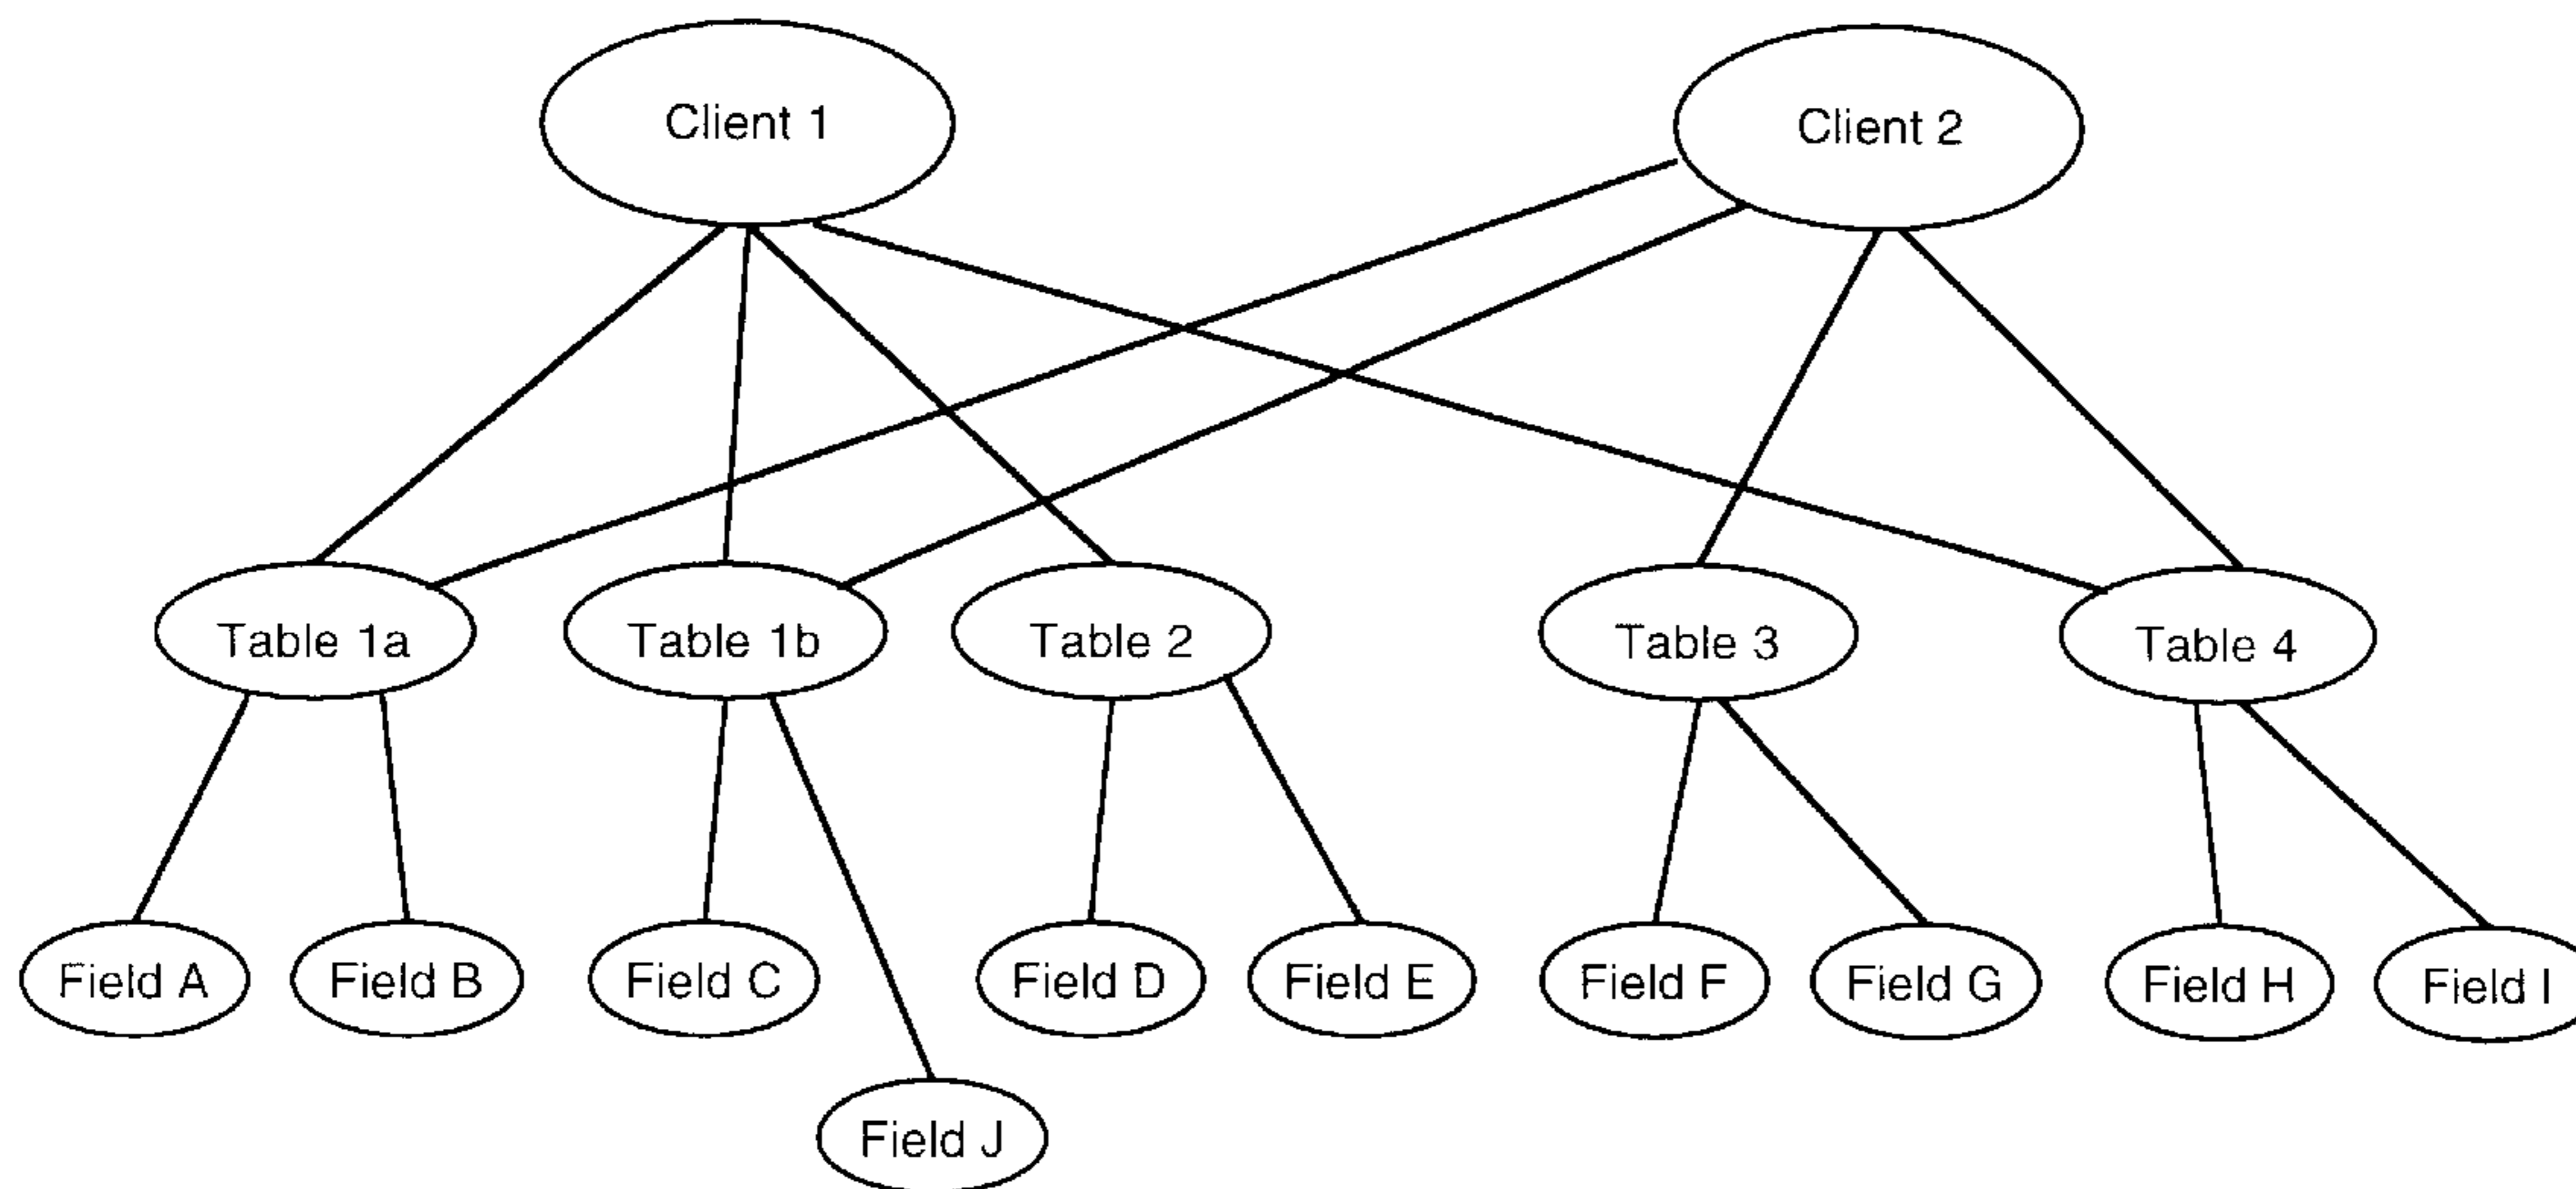 Client 1
Client 2
Table 1a
Table 1b
Table 2
Table 3
Table 4
Field A
Field B
Field C
Field D
Field E
Field F
Field G
Field H
Field I
Field J